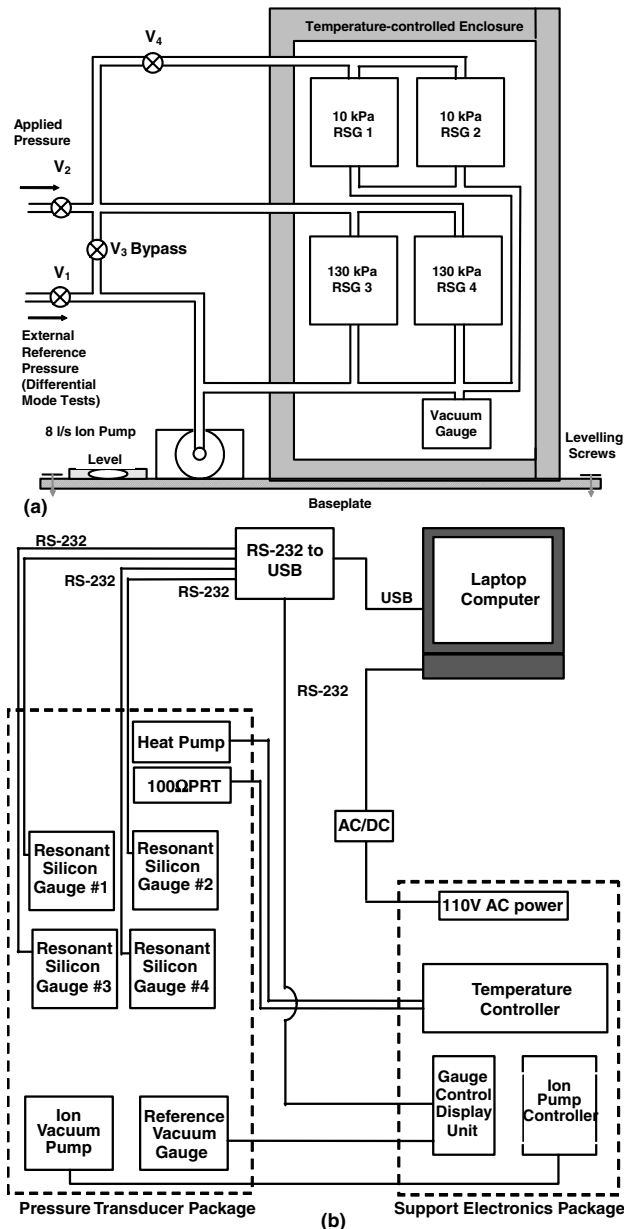 V4
Temperature-controlled Enclosure
10 kPa
RSG 1
10 kPa
RSG 2
Applied
Pressure
V2
V3 Bypass
V1
130 kPa
RSG 3
130 kPa
RSG 4
External
Reference
Pressure
(Differential
Mode Tests)
Vacuum
Gauge
8 l/s Ion Pump
Level
Levelling
Screws
(a)
Baseplate
RS-232
RS-232
RS-232
RS-232 to
USB
USB
Laptop
Computer
RS-232
Heat Pump
100ΩPRT
AC/DC
Resonant
Silicon
Gauge #1
Resonant
Silicon
Gauge #2
110V AC power
Resonant
Silicon
Gauge #3
Resonant
Silicon
Gauge #4
Temperature
Controller
Ion
Vacuum
Pump
Reference
Vacuum
Gauge
Gauge
Control
Display
Unit
Ion
Pump
Controller
Pressure Transducer Package
Support Electronics Package
(b)